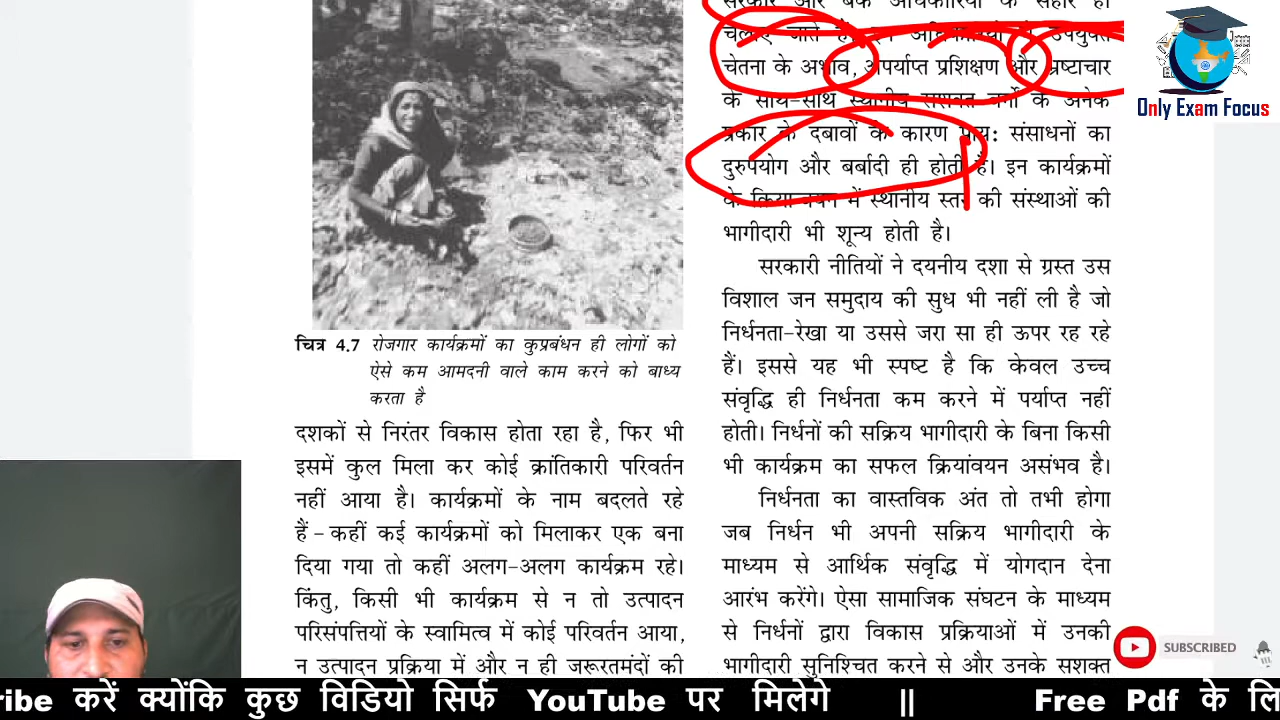 चित्र 4.7 रोजगार कार्यक्रमों का कुप्रबंधन ही लोगों को
ऐसे कम आमदनी वाले काम करने को बाध्य
करता है
दशकों से निरंतर विकास होता रहा है, फिर भी
इसमें कुल मिला कर कोई क्रांतिकारी परिवर्तन
नहीं आया है। कार्यक्रमों के नाम बदलते रहे
हैं – कहीं कई कार्यक्रमों को मिलाकर एक बना
दिया गया तो कहीं अलग-अलग कार्यक्रम रहे।
किंतु, किसी भी कार्यक्रम से न तो उत्पादन
परिसंपत्तियों के स्वामित्व में कोई परिवर्तन आया,
न उत्पादन प्रक्रिया में और न ही जरूरतमंदों की
सरकार और बैंक अधिकारियों के सहारे ही
चलाए जाते हैं। इन अधिकारियों उपयुक्त
चेतना के अभाव, अपर्याप्त प्रशिक्षण और भ्रष्टाचार
के साथ-साथ स्थानीय सशक्त वर्गों के अनेक
प्रकार के दबावों के कारण प्राय: संसाधनों का
दुरुपयोग और बर्बादी ही होती है। इन कार्यक्रमों
के क्रियान्वयन में स्थानीय स्तर की संस्थाओं की
भागीदारी भी शून्य होती है।
सरकारी नीतियों ने दयनीय दशा से ग्रस्त उस
विशाल जन समुदाय की सुध भी नहीं ली है जो
निर्धनता-रेखा या उससे जरा सा ही ऊपर रह रहे
हैं। इससे यह भी स्पष्ट है कि केवल उच्च
संवृद्धि ही निर्धनता कम करने में पर्याप्त नहीं
होती। निर्धनों की सक्रिय भागीदारी के बिना किसी
भी कार्यक्रम का सफल क्रियांवयन असंभव है।
निर्धनता का वास्तविक अंत तो तभी होगा
जब निर्धन भी अपनी सक्रिय भागीदारी के
माध्यम से आर्थिक संवृद्धि में योगदान देना
आरंभ करेंगे। ऐसा सामाजिक संघटन के माध्यम
से निर्धनों द्वारा विकास प्रक्रियाओं में उनकी
भागीदारी सुनिश्चित करने से और उनके सशक्त
Only Exam Focus
SUBSCRIBED
ribe करें क्योंकि कुछ विडियो सिर्फ YouTube पर मिलेगे || Free Pdf के लि